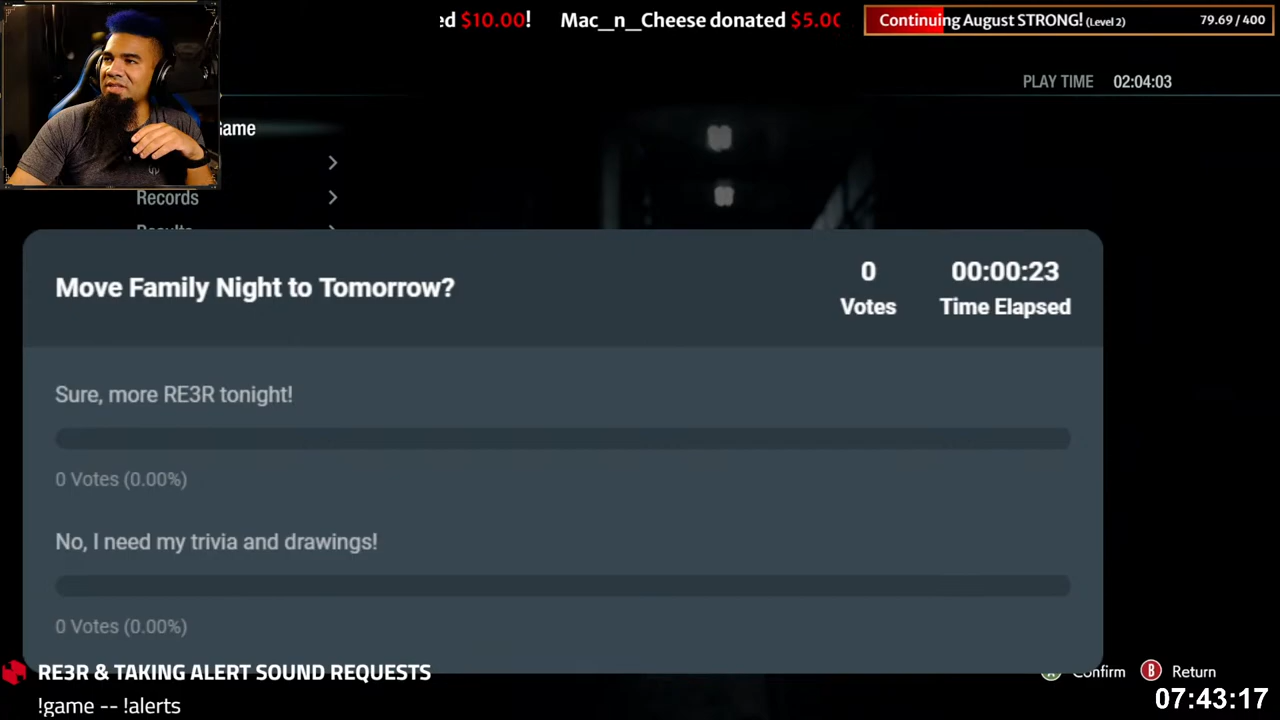 ed $10.00! Mac__n__Cheese donated $5.00
Continuing August STRONG! (Level 2) 79.69 / 400
PLAY TIME 02:04:03
Game
Records
Results
Move Family Night to Tomorrow?
0 Votes
00:00:23 Time Elapsed
Sure, more RE3R tonight!
0 Votes (0.00%)
No, I need my trivia and drawings!
0 Votes (0.00%)
RE3R & TAKING ALERT SOUND REQUESTS
Confirm B Return
!game -- !alerts
07:43:17